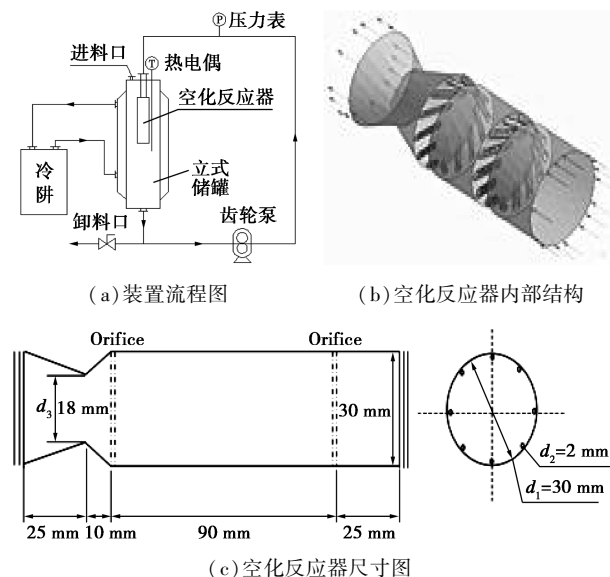 Ⓟ压力表
进料口
Ⓣ热电偶
空化反应器
立式
储罐
冷
阱
卸料口
齿轮泵
(a)装置流程图
(b)空化反应器内部结构
Orifice
Orifice
d₃
18 mm
30 mm
d₂=2 mm
d₁=30 mm
25 mm
10 mm
90 mm
25 mm
(c)空化反应器尺寸图